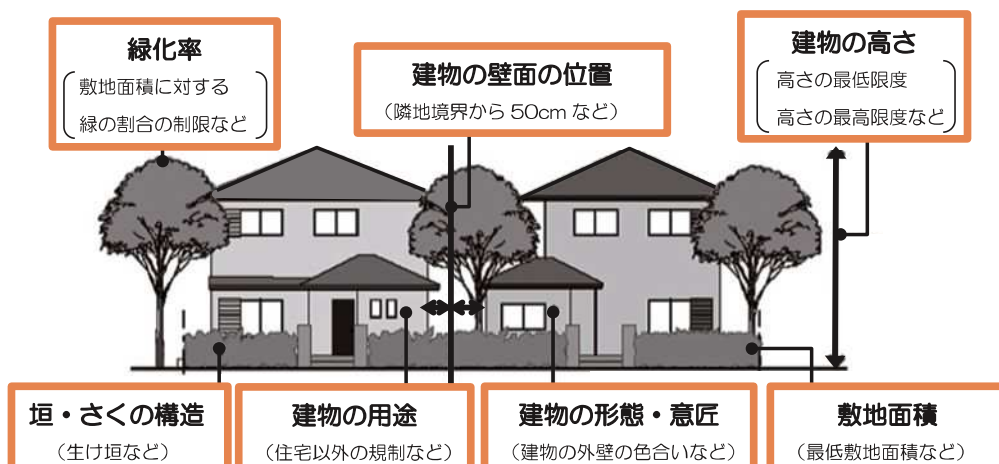 緑化率
敷地面積に対する
緑の割合の制限など
建物の壁面の位置
（隣地境界から 50cm など）
建物の高さ
高さの最低限度
高さの最高限度など
垣・さくの構造
（生け垣など）
建物の用途
（住宅以外の規制など）
建物の形態・意匠
（建物の外壁の色合いなど）
敷地面積
（最低敷地面積など）